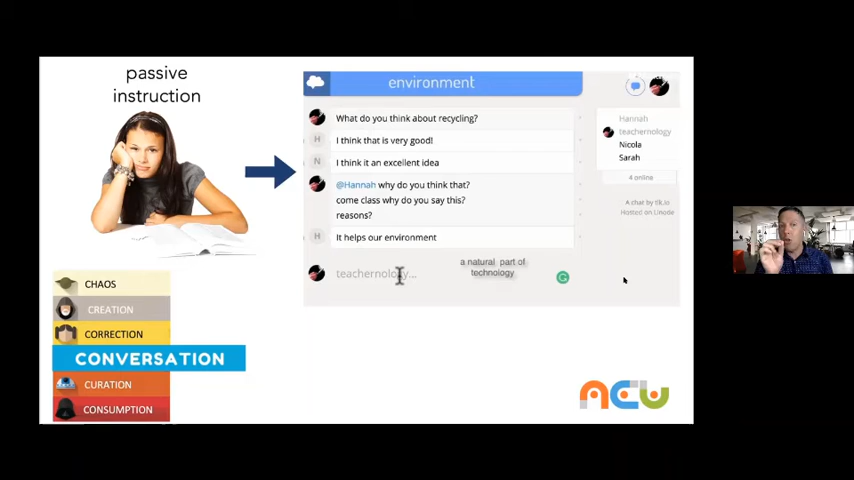 passive
instruction
environment
What do you think about recycling?
I think that is very good!
I think it an excellent idea
@Hannah why do you think that?
come class why do you say this?
reasons?
It helps our environment
teachernology...
a natural part of
technology
Hannah
teachernology
Nicola
Sarah
4 online
A chat by tlk.io
Hosted on Linode
H
N
H
G
CHAOS
CREATION
CORRECTION
CONVERSATION
CURATION
CONSUMPTION
ACU